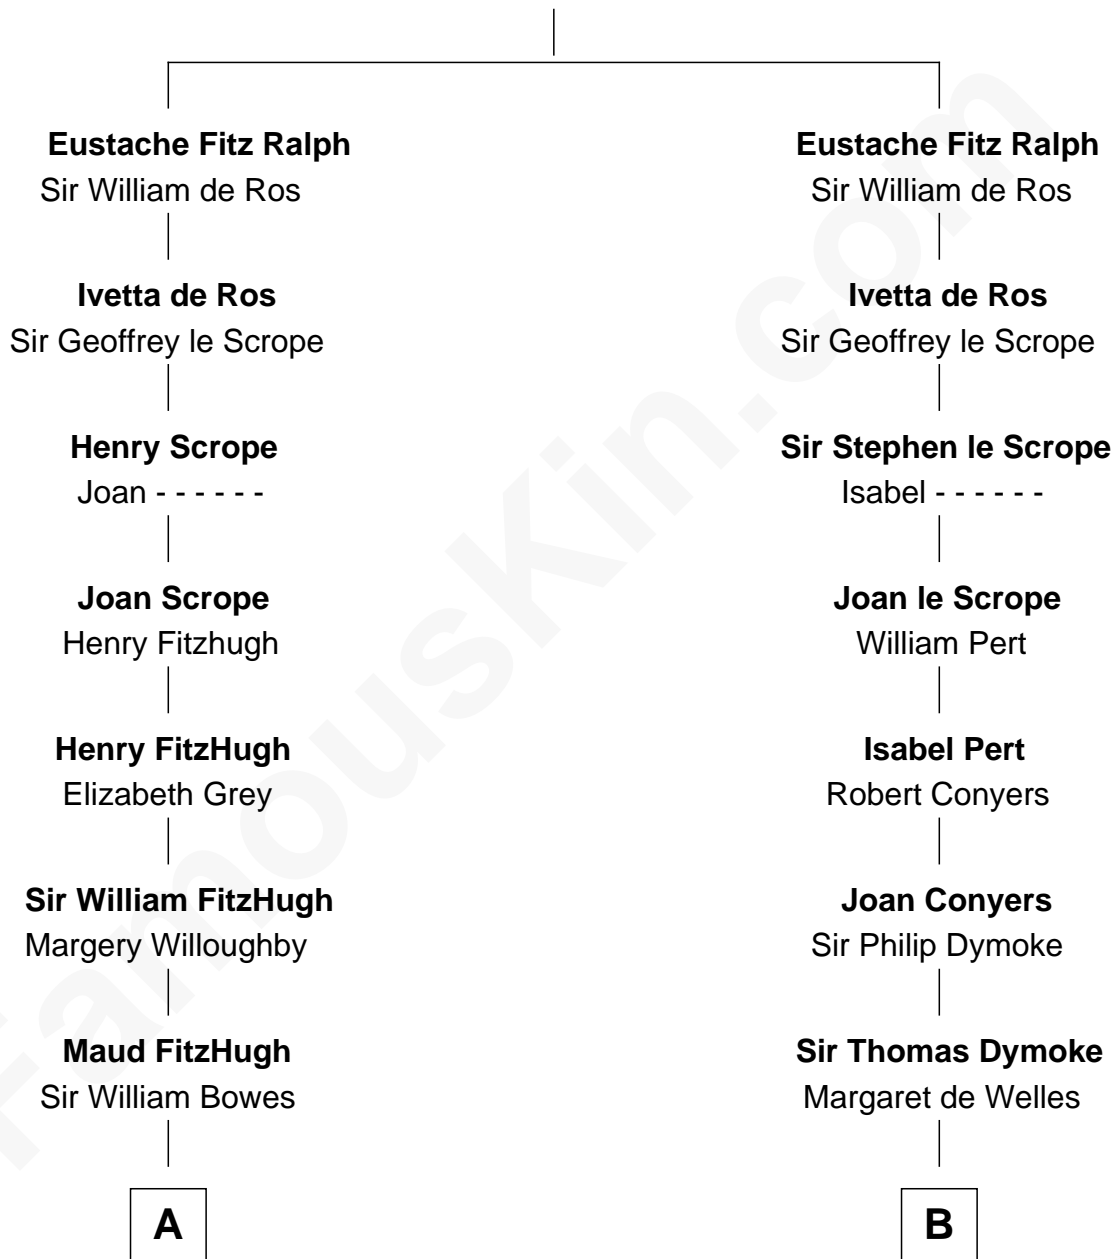 Eustache Fitz Ralph
Sir William de Ros
Ivetta de Ros
Sir Geoffrey le Scrope
Henry Scrope
Joan - - - - - -
Joan Scrope
Henry Fitzhugh
Henry FitzHugh
Elizabeth Grey
Sir William FitzHugh
Margery Willoughby
Maud FitzHugh
Sir William Bowes
A
Eustache Fitz Ralph
Sir William de Ros
Ivetta de Ros
Sir Geoffrey le Scrope
Sir Stephen le Scrope
Isabel - - - - - -
Joan le Scrope
William Pert
Isabel Pert
Robert Conyers
Joan Conyers
Sir Philip Dymoke
Sir Thomas Dymoke
Margaret de Welles
B
FamousKin.com